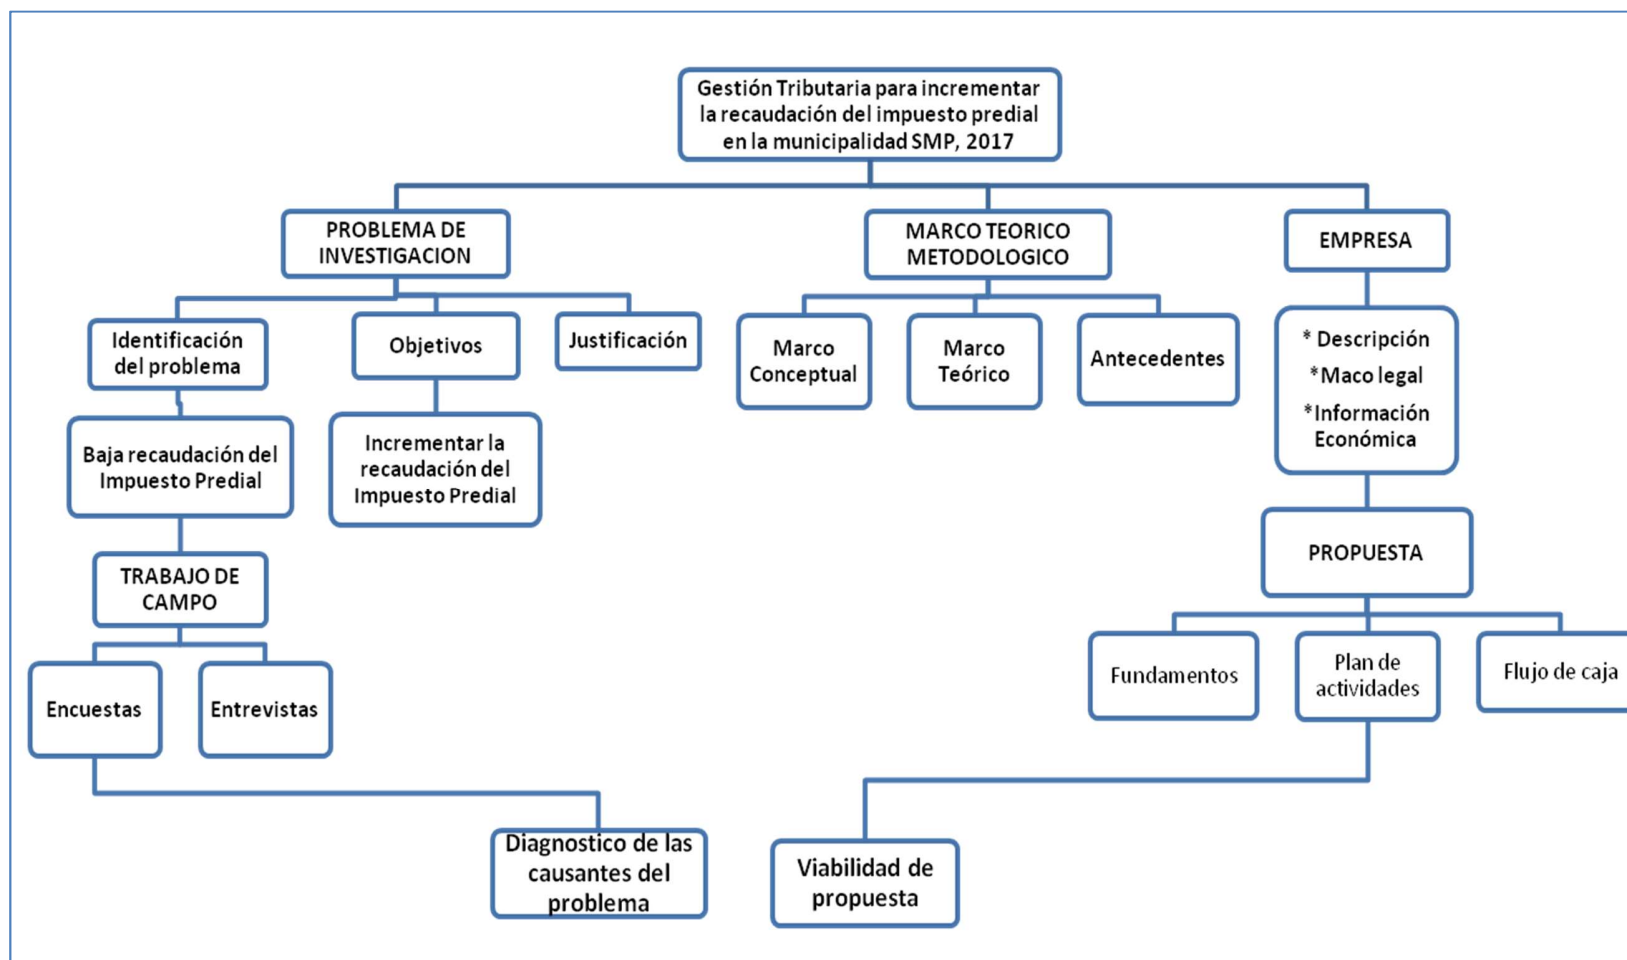 Gestión Tributaria para incrementar
la recaudación del impuesto predial
en la municipalidad SMP, 2017
PROBLEMA DE
INVESTIGACION
MARCO TEORICO
METODOLOGICO
EMPRESA
Identificación
del problema
Objetivos
Justificación
Marco
Conceptual
Marco
Teórico
Antecedentes
* Descripción
*Maco legal
*Información
Económica
Baja recaudación del
Impuesto Predial
Incrementar la
recaudación del
Impuesto Predial
TRABAJO DE
CAMPO
PROPUESTA
Encuestas
Entrevistas
Fundamentos
Plan de
actividades
Flujo de caja
Diagnostico de las
causantes del
problema
Viabilidad de
propuesta